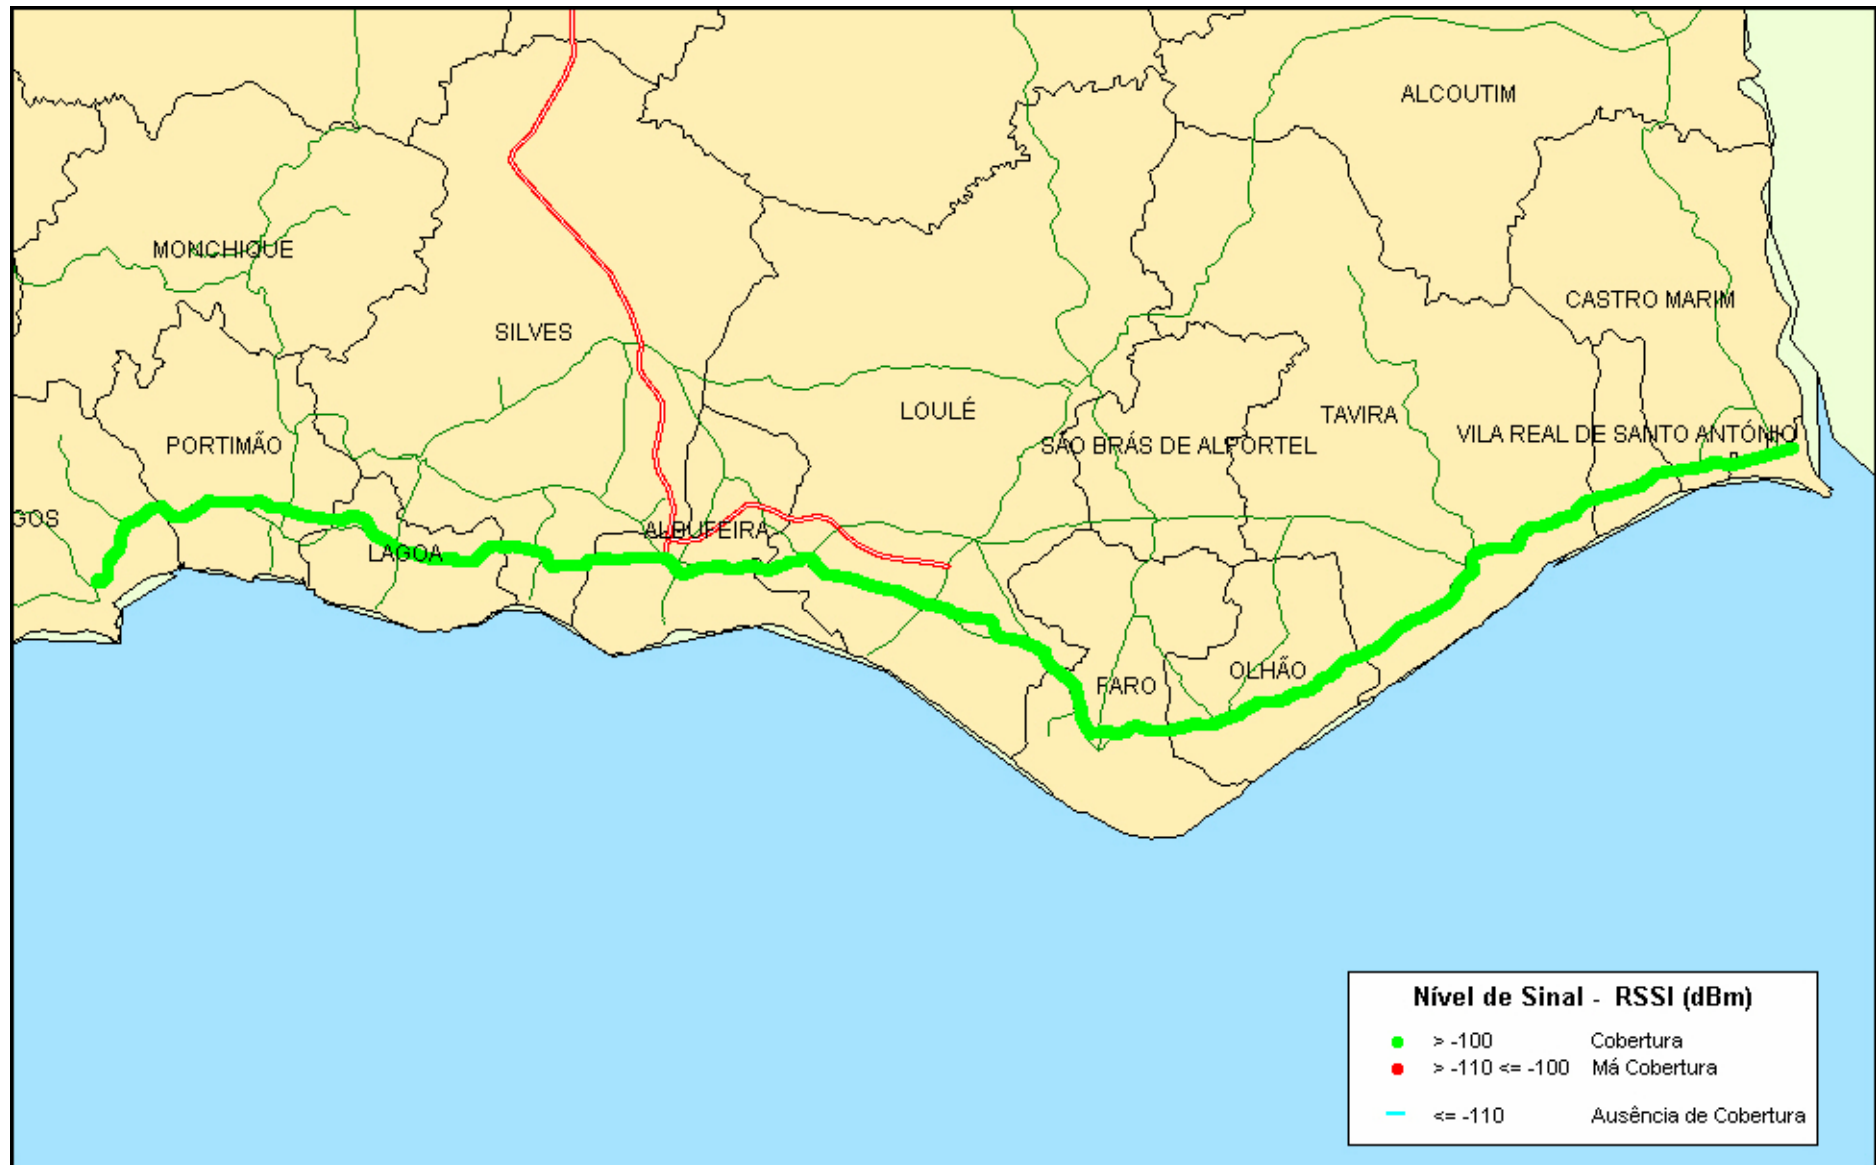 ALCOUTIM
MONCHIQUE
CASTRO MARIM
SILVES
LOULÉ
TAVIRA
PORTIMÃO
SÃO BRÁS DE ALPORTEL
VILA REAL DE SANTO ANTÓNIO
GOS
ALBUFEIRA
LAGOA
OLHÃO
FARO
Nível de Sinal - RSSI (dBm)
> -100 Cobertura
> -110 <= -100 Má Cobertura
<= -110 Ausência de Cobertura